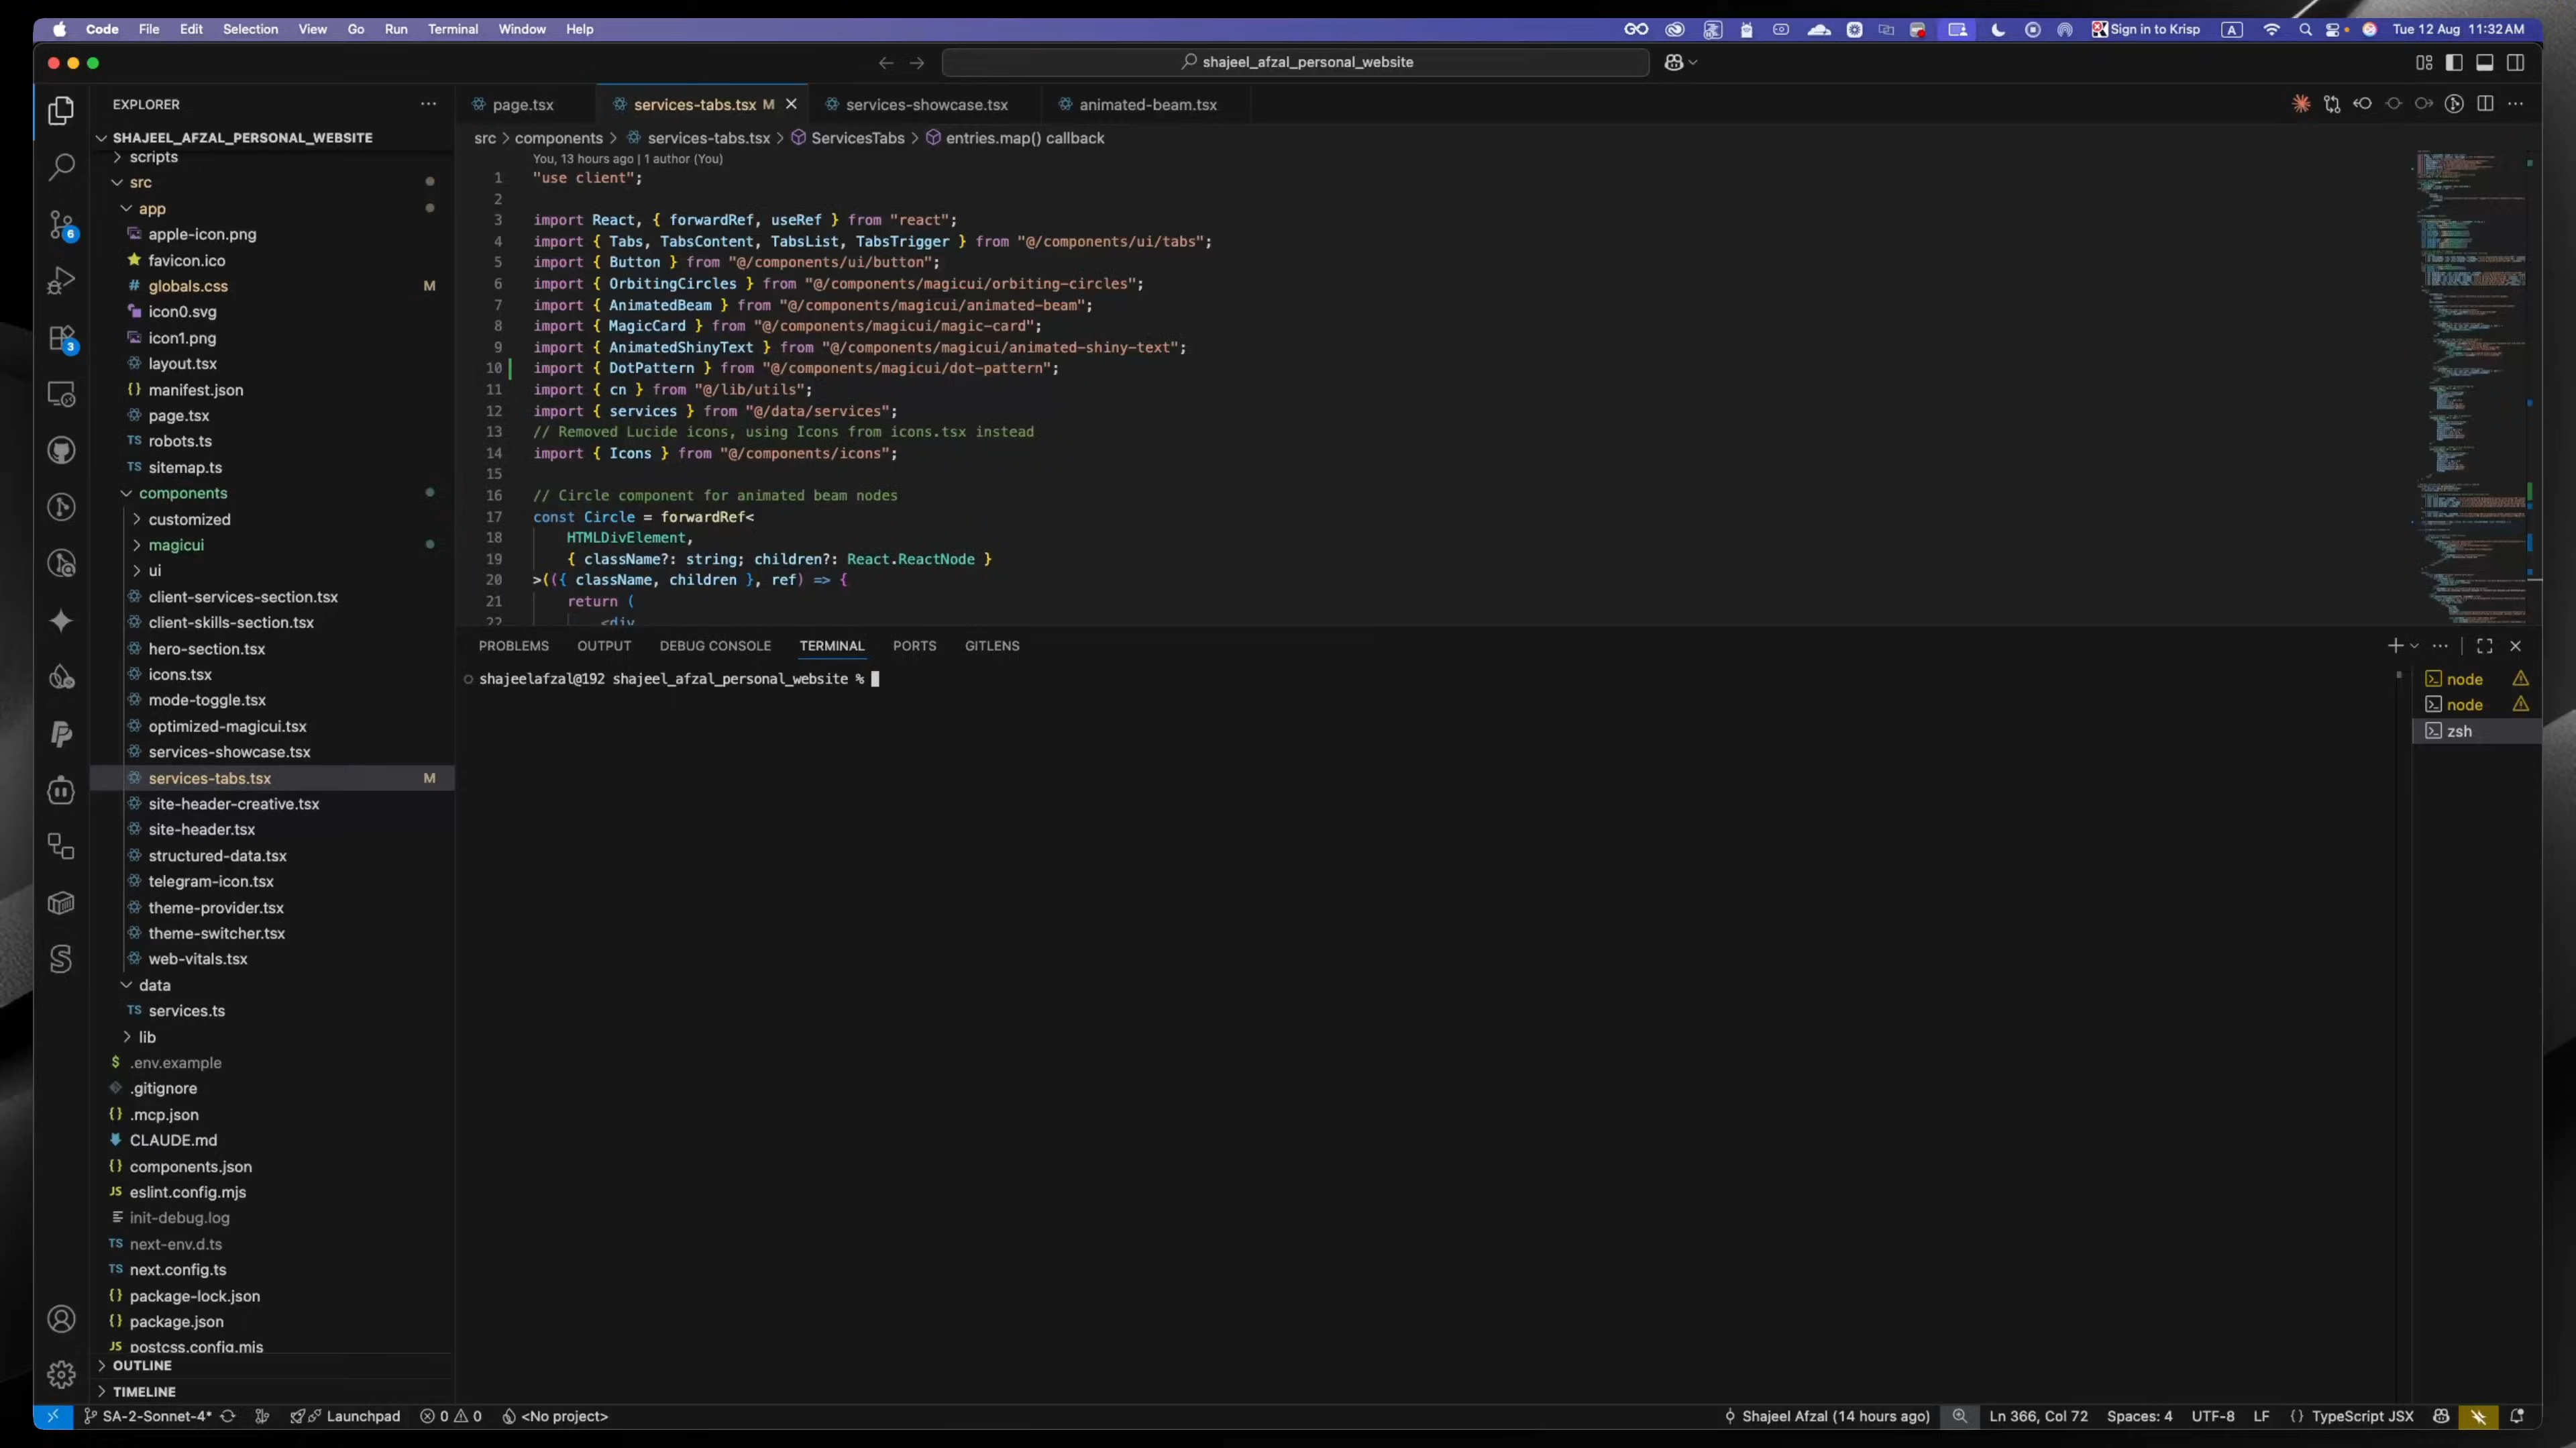 Code File Edit Selection View Go Run Terminal Window Help
Sign in to Krisp A Tue 12 Aug 11:32 AM
shajeel_afzal_personal_website
EXPLORER
SHAJEEL_AFZAL_PERSONAL_WEBSITE
scripts
src
app
apple-icon.png
favicon.ico
# globals.css M
icon0.svg
icon1.png
layout.tsx
{} manifest.json
page.tsx
TS robots.ts
TS sitemap.ts
components
customized
magicui
ui
client-services-section.tsx
client-skills-section.tsx
hero-section.tsx
icons.tsx
mode-toggle.tsx
optimized-magicui.tsx
services-showcase.tsx
services-tabs.tsx M
site-header-creative.tsx
site-header.tsx
structured-data.tsx
telegram-icon.tsx
theme-provider.tsx
theme-switcher.tsx
web-vitals.tsx
data
TS services.ts
lib
$ .env.example
.gitignore
{} .mcp.json
CLAUDE.md
{} components.json
JS eslint.config.mjs
init-debug.log
TS next-env.d.ts
TS next.config.ts
{} package-lock.json
{} package.json
JS postcss.config.mjs
OUTLINE
TIMELINE
6
3
page.tsx services-tabs.tsx M services-showcase.tsx animated-beam.tsx
src > components > services-tabs.tsx > ServicesTabs > entries.map() callback
You, 13 hours ago | 1 author (You)
1 "use client";
2
3 import React, { forwardRef, useRef } from "react";
4 import { Tabs, TabsContent, TabsList, TabsTrigger } from "@/components/ui/tabs";
5 import { Button } from "@/components/ui/button";
6 import { OrbitingCircles } from "@/components/magicui/orbiting-circles";
7 import { AnimatedBeam } from "@/components/magicui/animated-beam";
8 import { MagicCard } from "@/components/magicui/magic-card";
9 import { AnimatedShinyText } from "@/components/magicui/animated-shiny-text";
10 import { DotPattern } from "@/components/magicui/dot-pattern";
11 import { cn } from "@/lib/utils";
12 import { services } from "@/data/services";
13 // Removed Lucide icons, using Icons from icons.tsx instead
14 import { Icons } from "@/components/icons";
15
16 // Circle component for animated beam nodes
17 const Circle = forwardRef<
18 HTMLDivElement,
19 { className?: string; children?: React.ReactNode }
20 >(({ className, children }, ref) => {
21 return (
22 <div
PROBLEMS OUTPUT DEBUG CONSOLE TERMINAL PORTS GITLENS
shajeelafzal@192 shajeel_afzal_personal_website %
node
node
zsh
SA-2-Sonnet-4* Launchpad 0 0 <No project>
Shajeel Afzal (14 hours ago) Ln 366, Col 72 Spaces: 4 UTF-8 LF {} TypeScript JSX